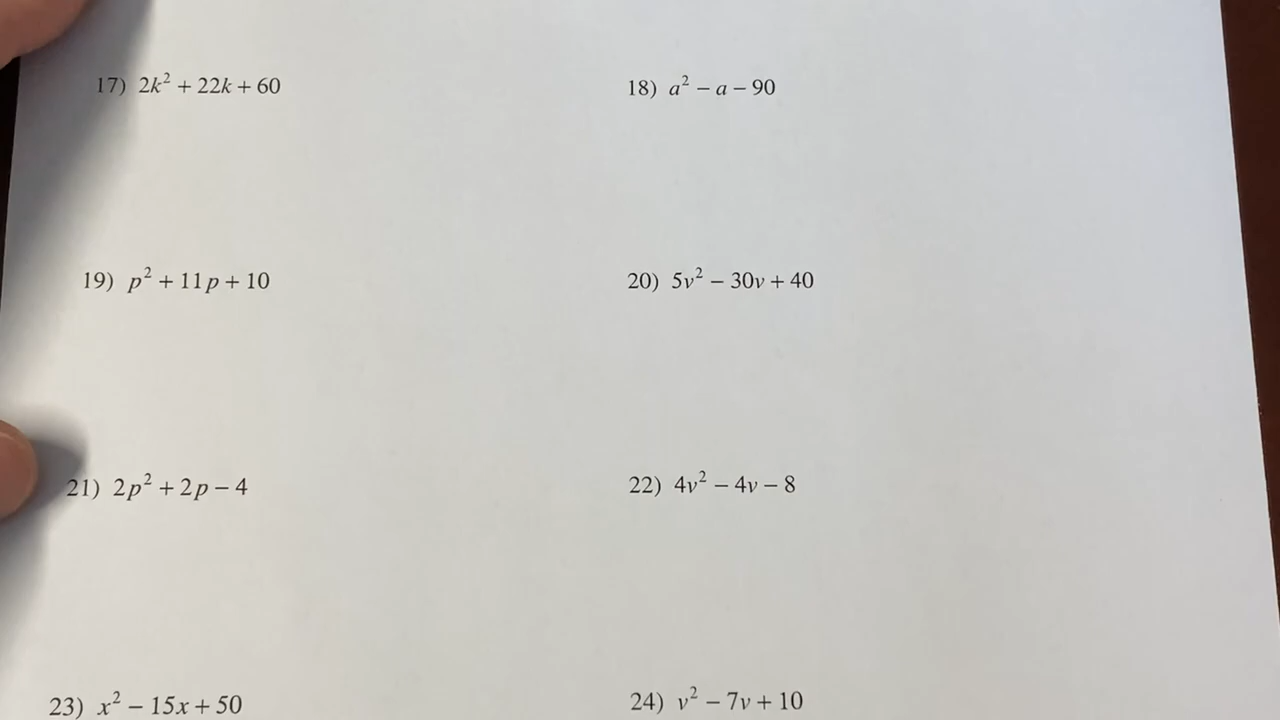 17) 2k² + 22k + 60
18) a² − a − 90
19) p² + 11p + 10
20) 5v² − 30v + 40
21) 2p² + 2p − 4
22) 4v² − 4v − 8
23) x² − 15x + 50
24) v² − 7v + 10